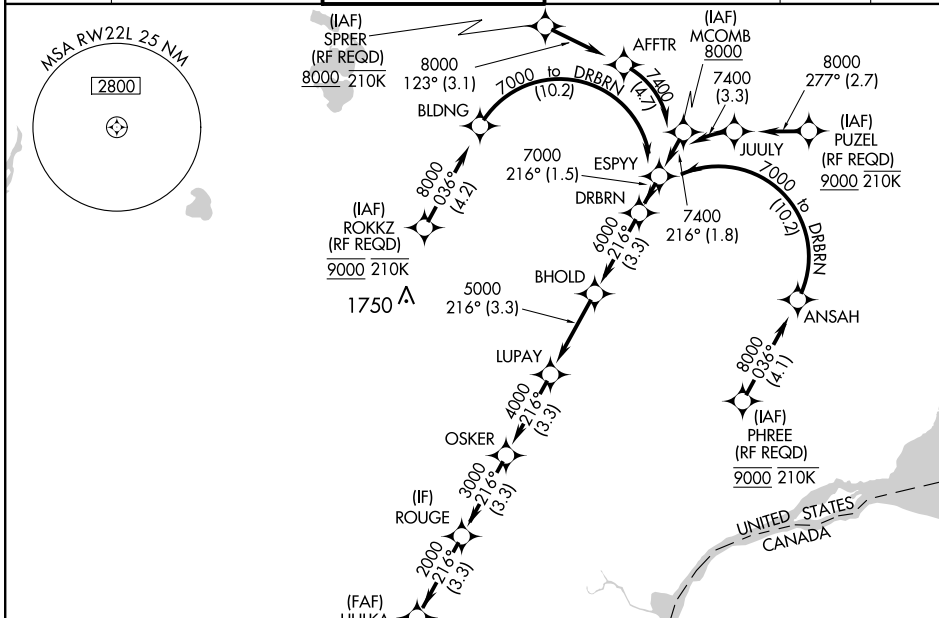 MSA RW22L 25 NM
2800
(IAF)
SPRER
(RF REQD)
8000 210K
8000
123° (3.1)
AFFTR
7400
(4.7)
(IAF)
MCOMB
8000
7400
(3.3)
8000
277° (2.7)
JUULY
(IAF)
PUZEL
(RF REQD)
9000 210K
BLDNG
7000 to DRBRN
(10.2)
8000
036°
(4.2)
(IAF)
ROKKZ
(RF REQD)
9000 210K
1750
7000
216° (1.5)
ESPYY
DRBRN
7400
216° (1.8)
7000 to DRBRN
(10.2)
ANSAH
8000
036°
(4.1)
(IAF)
PHREE
(RF REQD)
9000 210K
6000
216°
(3.3)
BHOLD
5000
216° (3.3)
LUPAY
4000
216°
(3.3)
OSKER
3000
216°
(3.3)
(IF)
ROUGE
2000
216°
(3.3)
(FAF)
UNITED STATES
CANADA